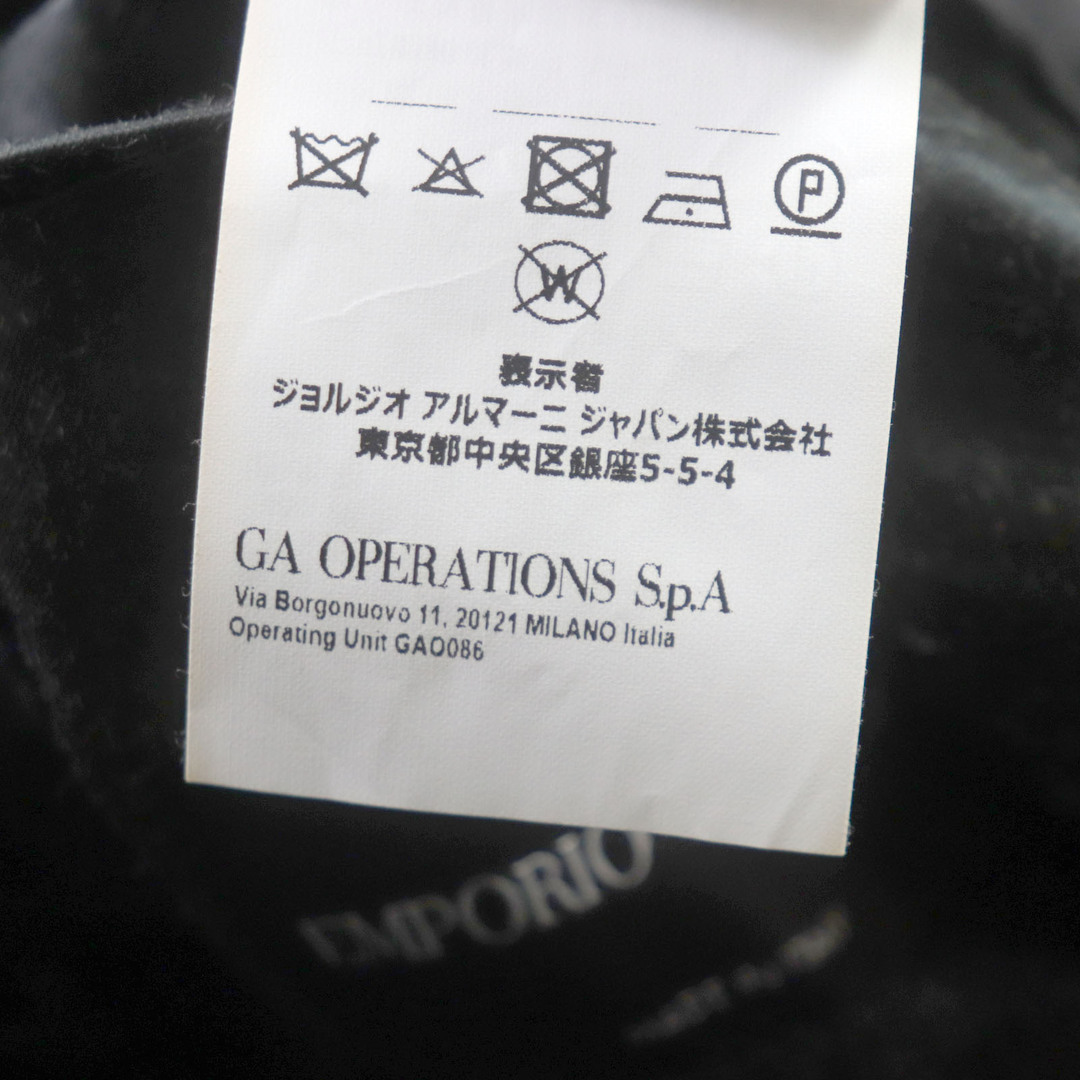 P
W
表示者
ジョルジオ アルマーニ ジャパン株式会社
東京都中央区銀座5-5-4
GA OPERATIONS S.p.A
Via Borgonuovo 11, 20121 MILANO Italia
Operating Unit GAO086
EMPORIO